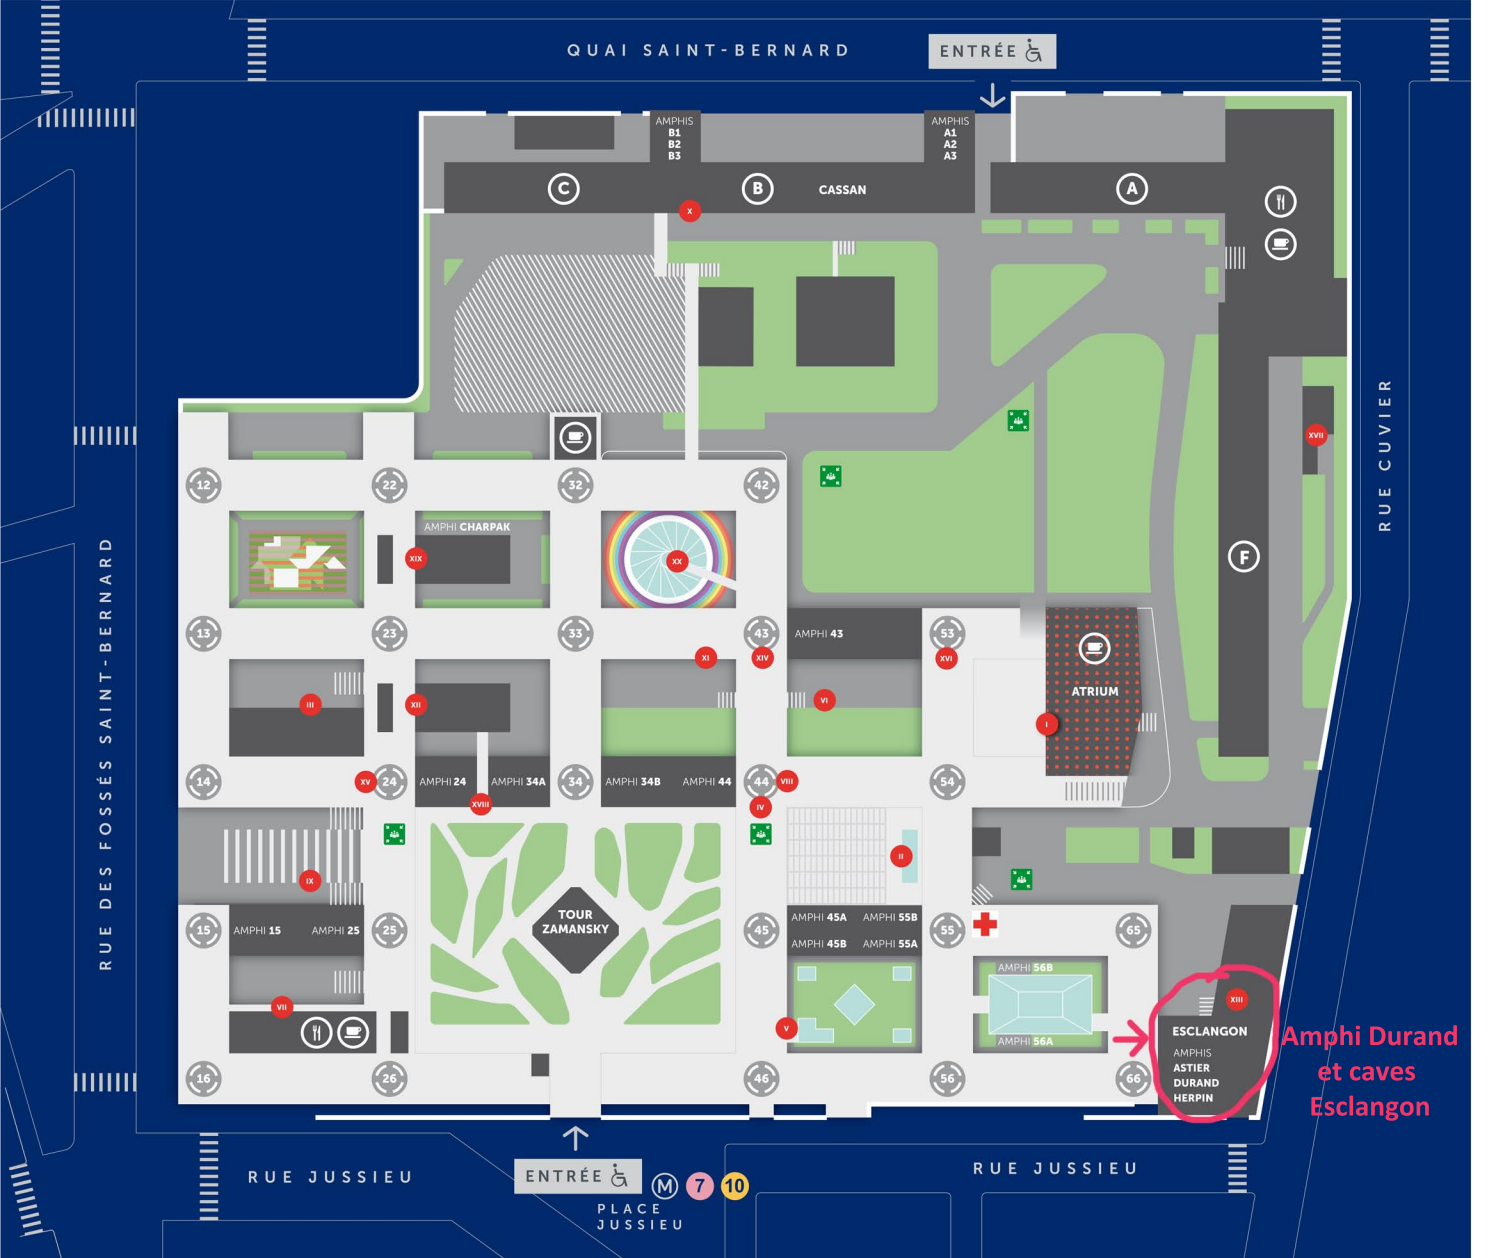 QUAI SAINT-BERNARD
ENTRÉE
AMPHIS
B1
B2
B3
AMPHIS
A1
A2
A3
C
B
CASSAN
A
X
RUE CUVIER
XVII
12
22
32
42
AMPHI CHARPAK
XIX
XX
F
RUE DES FOSSÉS SAINT-BERNARD
13
23
33
43
AMPHI 43
53
XI
XIV
XVI
ATRIUM
III
XII
VI
I
14
XV
24
AMPHI 24
AMPHI 34A
34
AMPHI 34B
AMPHI 44
44
VIII
54
XVIII
IV
II
IX
TOUR
ZAMANSKY
15
AMPHI 15
AMPHI 25
25
45
AMPHI 45A
AMPHI 55B
AMPHI 45B
AMPHI 55A
55
65
AMPHI 56B
VII
V
XIII
ESCLANGON
AMPHI 56A
AMPHIS
ASTIER
DURAND
HERPIN
Amphi Durand
et caves
Esclangon
16
26
46
56
66
ENTRÉE
M
7
10
PLACE
JUSSIEU
RUE JUSSIEU
RUE JUSSIEU